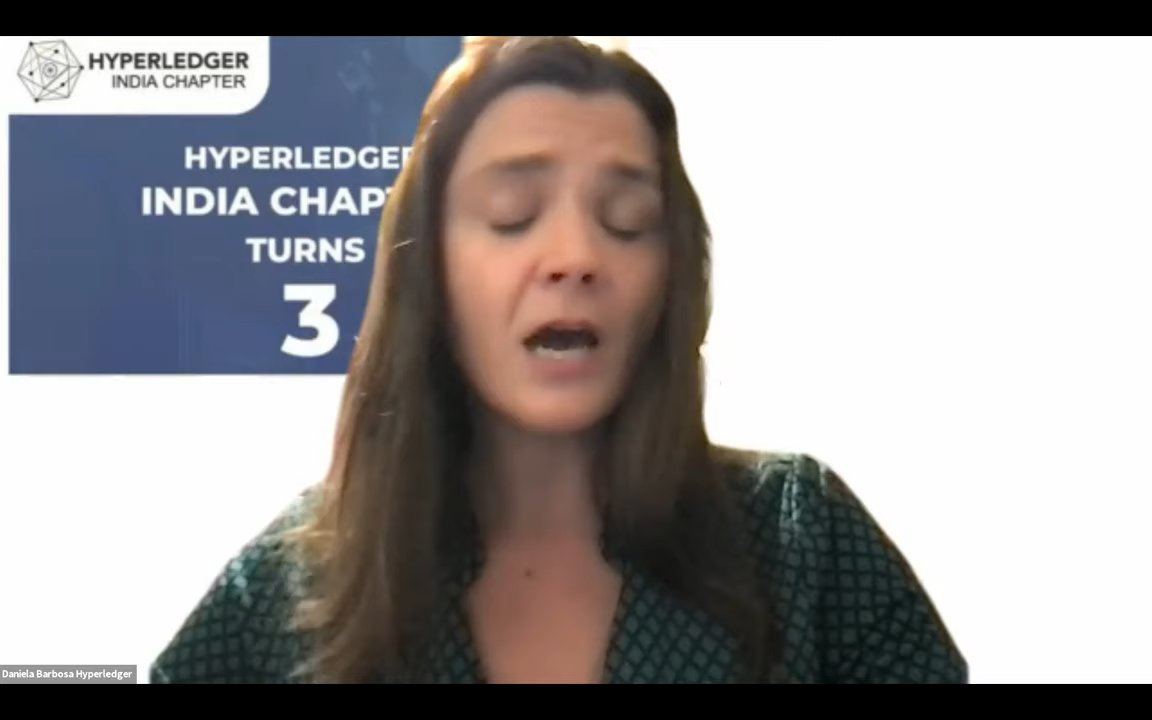 HYPERLEDGER
INDIA CHAPTER
HYPERLEDGE
INDIA CHAP
TURNS
3
Daniela Barbosa Hyperledger